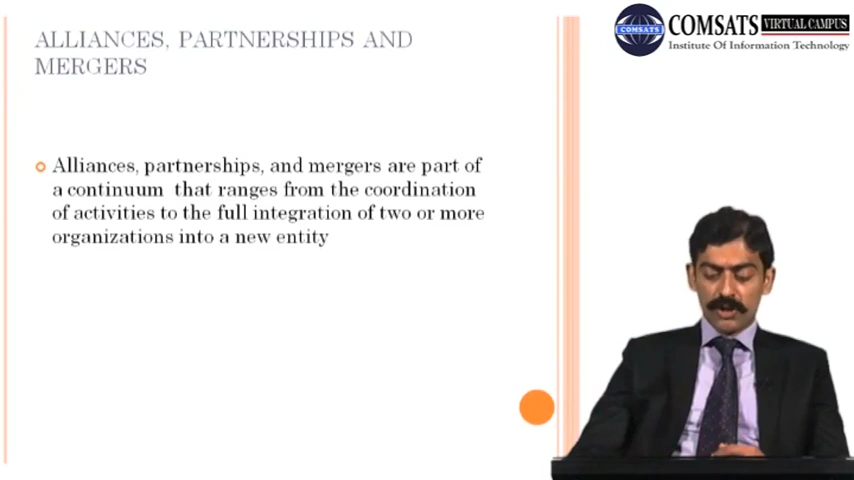 ALLIANCES, PARTNERSHIPS AND
MERGERS
Alliances, partnerships, and mergers are part of
a continuum that ranges from the coordination
of activities to the full integration of two or more
organizations into a new entity
COMSATS
COMSATS VIRTUAL CAMPUS
Institute Of Information Technology